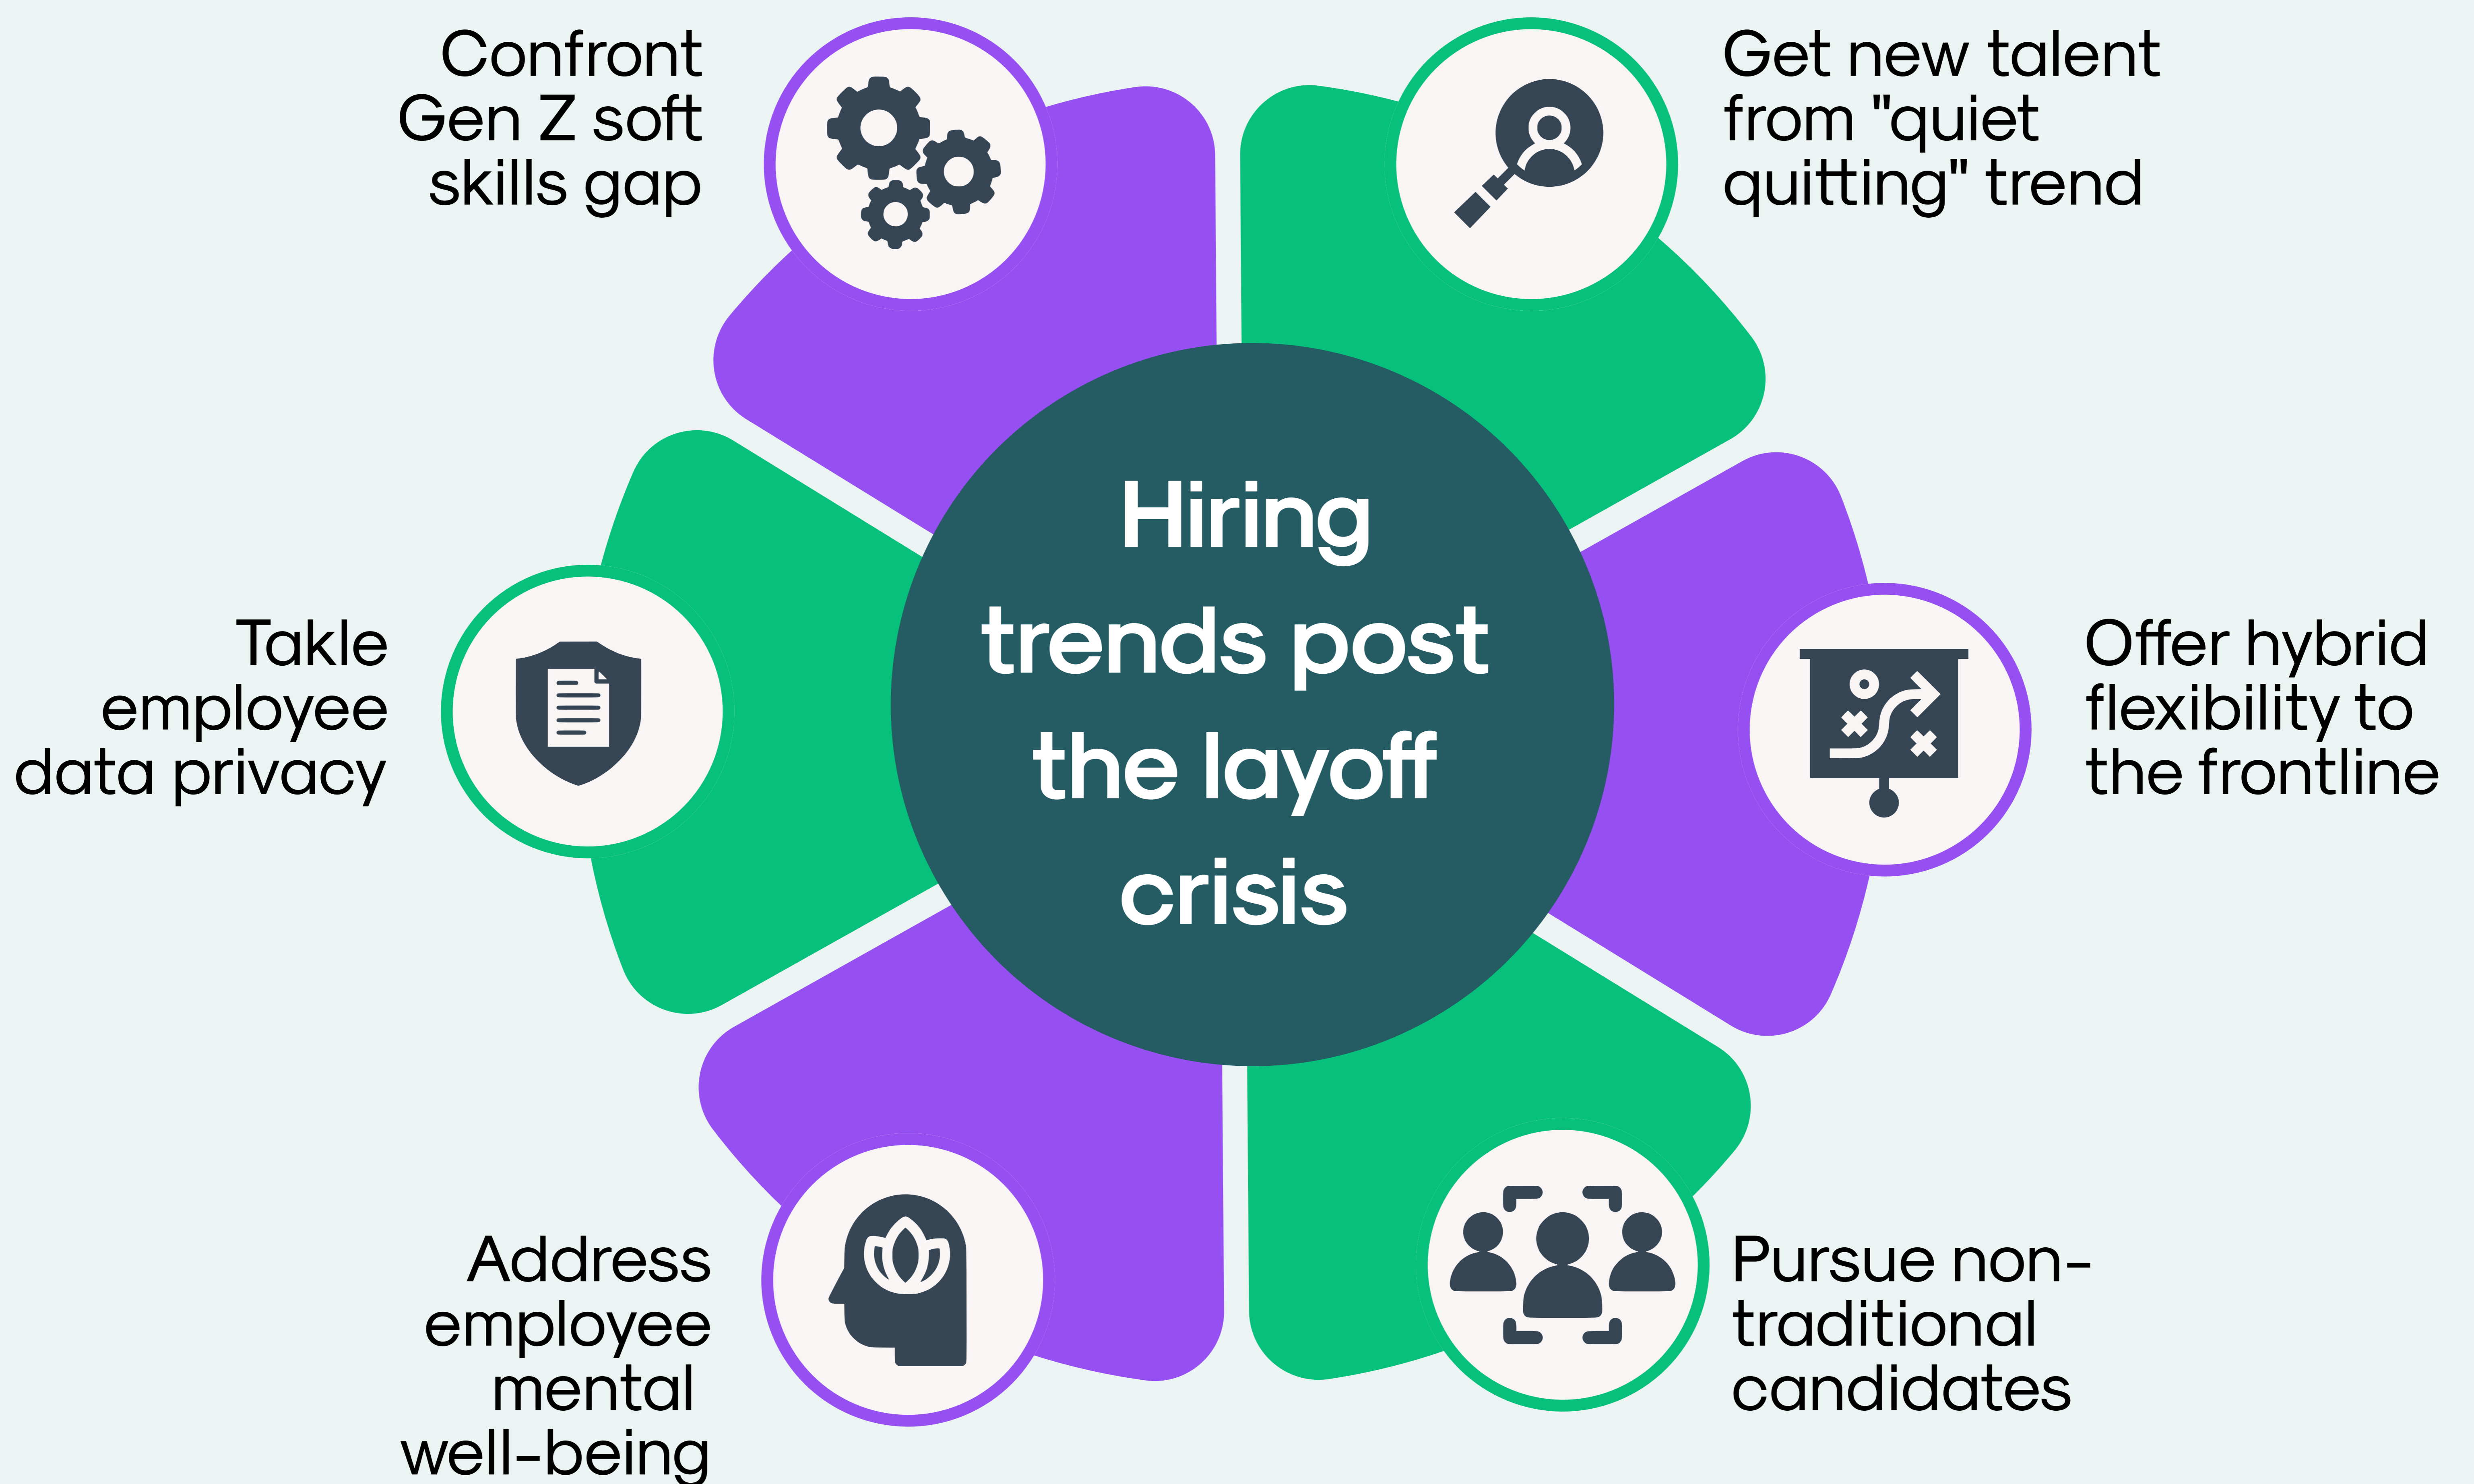 Confront
Gen Z soft
skills gap
Get new talent
from "quiet
quitting" trend
Hiring
trends post
the layoff
crisis
Takle
employee
data privacy
Offer hybrid
flexibility to
the frontline
Address
employee
mental
well-being
Pursue non-
traditional
candidates